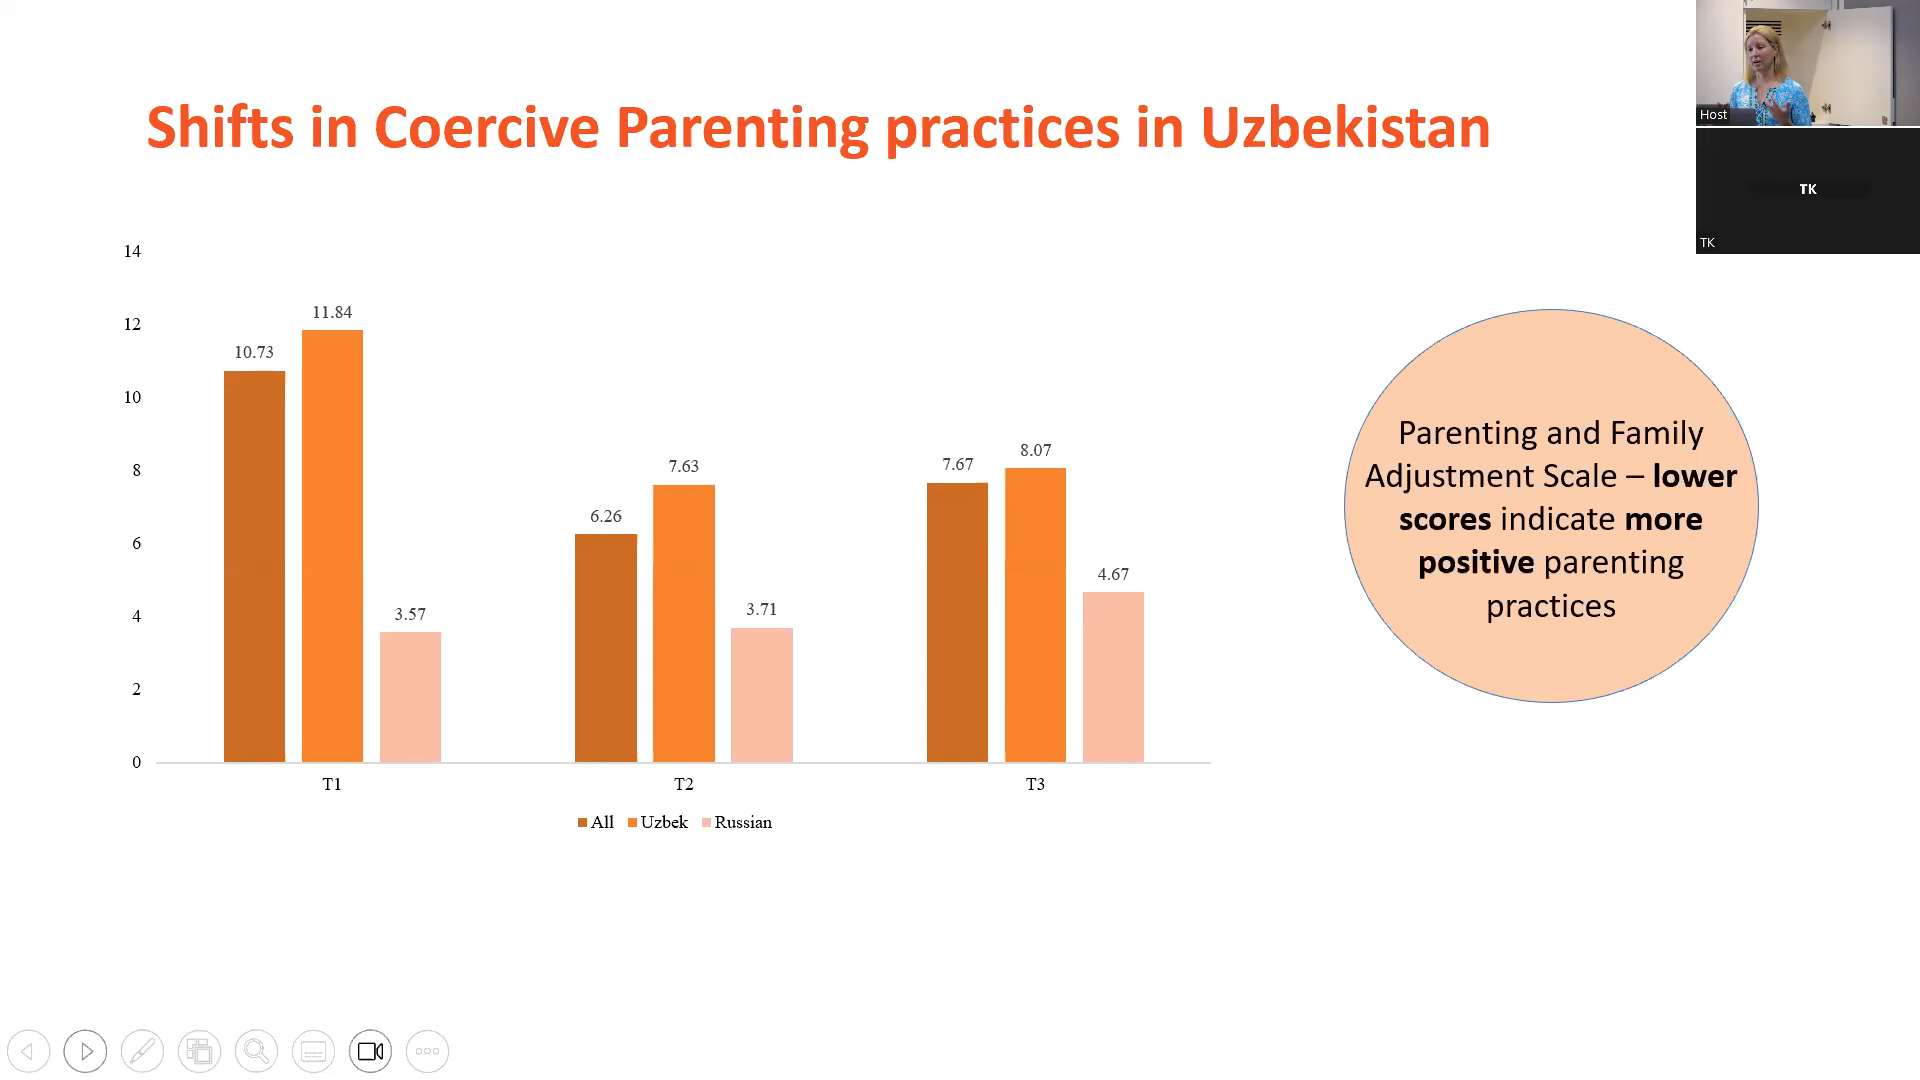 Shifts in Coercive Parenting practices in Uzbekistan
Host
TK
TK
14
12
10
8
6
4
2
0
10.73
11.84
3.57
6.26
7.63
3.71
7.67
8.07
4.67
T1
T2
T3
All
Uzbek
Russian
Parenting and Family
Adjustment Scale – lower
scores indicate more
positive parenting
practices